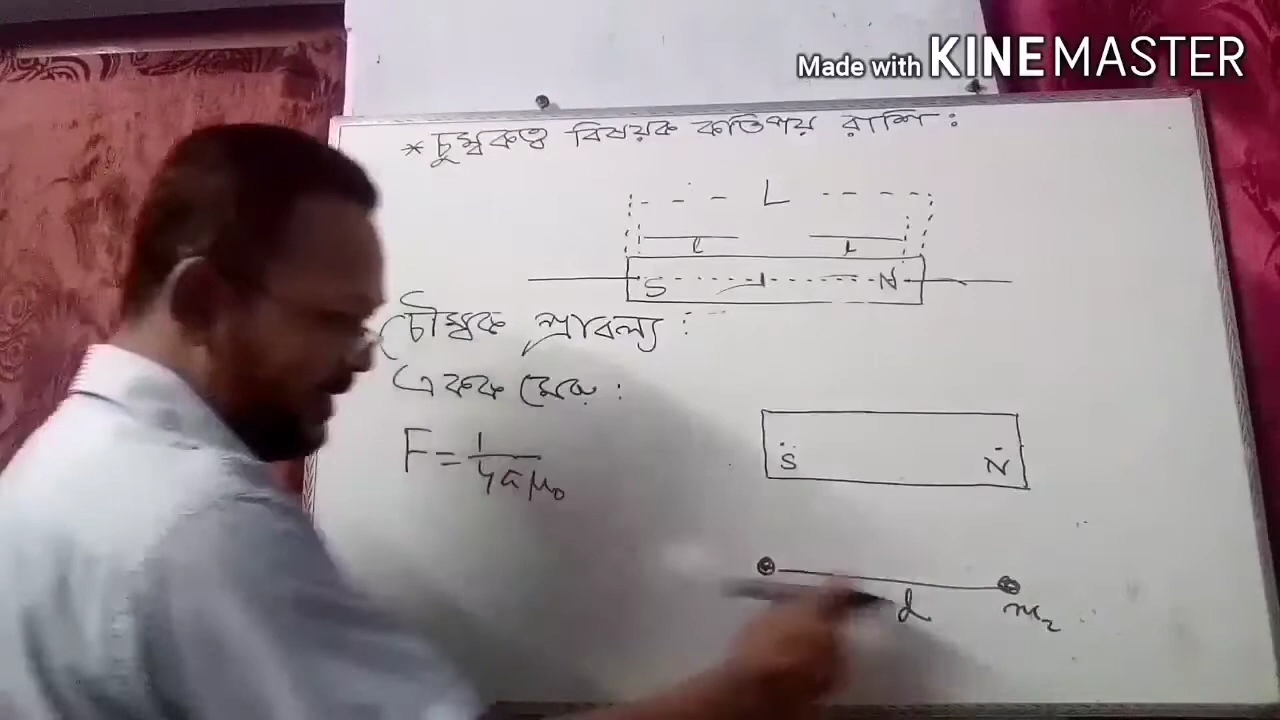 Made with KINEMASTER
* চুম্বকত্ব বিষয়ক কতিপয় রাশি :
L
l l
S N
চৌম্বক প্রাবল্য :
একক মেরু :
F = 1/4πμ₀
S N
d m₂